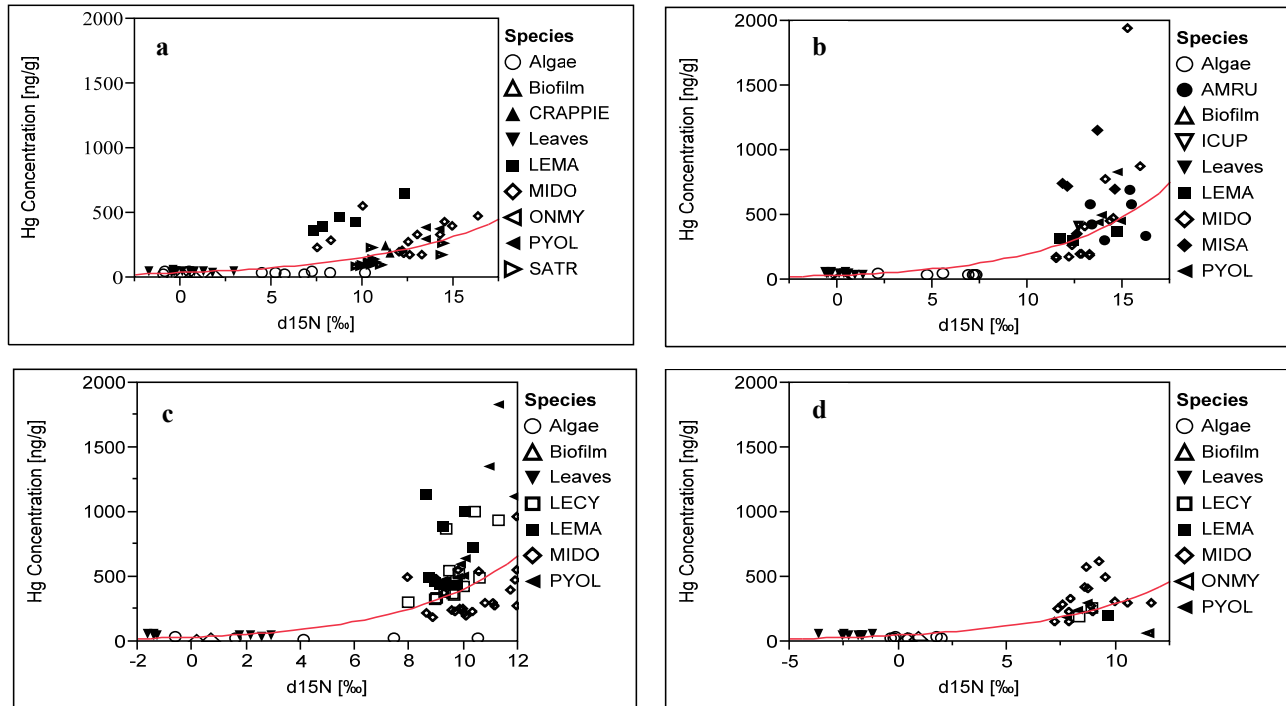 a
Hg Concentration [ng/g]
2000
1500
1000
500
0
0 5 10 15
d15N [‰]
Species
Algae
Biofilm
CRAPPIE
Leaves
LEMA
MIDO
ONMY
PYOL
SATR
b
Hg Concentration [ng/g]
2000
1500
1000
500
0
0 5 10 15
d15N [‰]
Species
Algae
AMRU
Biofilm
ICUP
Leaves
LEMA
MIDO
MISA
PYOL
c
Hg Concentration [ng/g]
2000
1500
1000
500
0
-2 0 2 4 6 8 10 12
d15N [‰]
Species
Algae
Biofilm
Leaves
LECY
LEMA
MIDO
PYOL
d
Hg Concentration [ng/g]
2000
1500
1000
500
0
-5 0 5 10
d15N [‰]
Species
Algae
Biofilm
Leaves
LECY
LEMA
MIDO
ONMY
PYOL